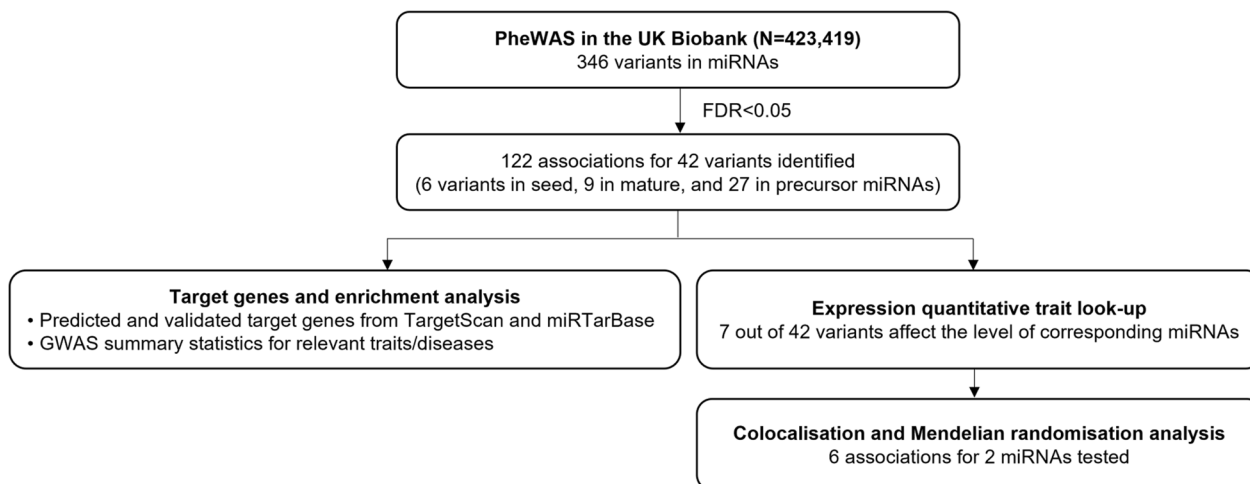 PheWAS in the UK Biobank (N=423,419)
346 variants in miRNAs
FDR<0.05
122 associations for 42 variants identified
(6 variants in seed, 9 in mature, and 27 in precursor miRNAs)
Target genes and enrichment analysis
• Predicted and validated target genes from TargetScan and miRTarBase
• GWAS summary statistics for relevant traits/diseases
Expression quantitative trait look-up
7 out of 42 variants affect the level of corresponding miRNAs
Colocalisation and Mendelian randomisation analysis
6 associations for 2 miRNAs tested